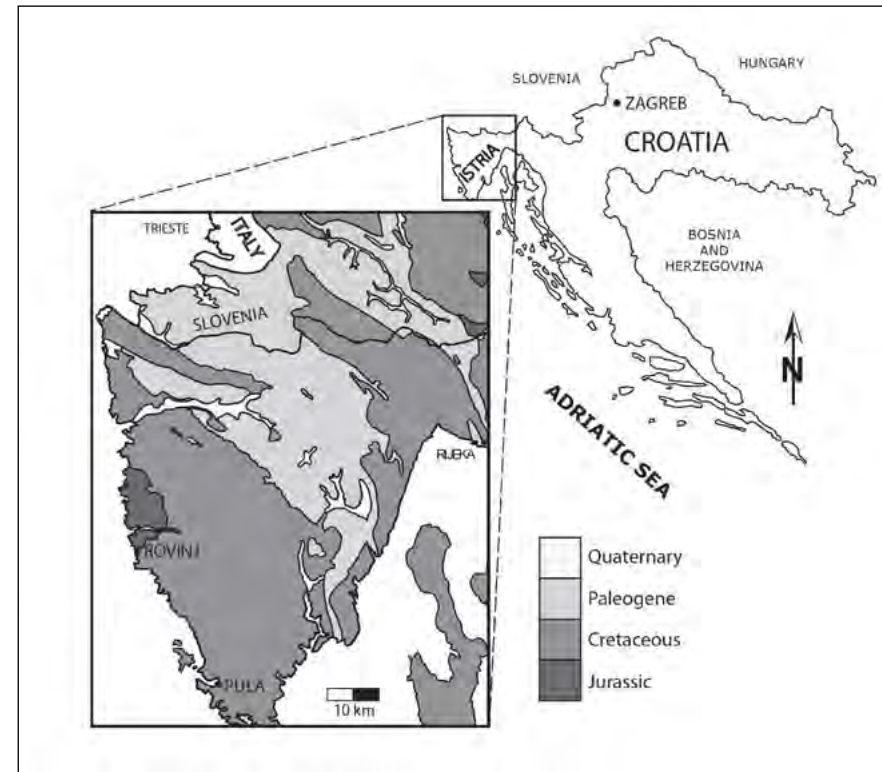 SLOVENIA
HUNGARY
ZAGREB
CROATIA
ISTRIA
BOSNIA
AND
HERZEGOVINA
N
ADRIATIC SEA
TRIESTE
ITALY
SLOVENIA
RIJEKA
ROVINJ
PULA
10 km
Quaternary
Paleogene
Cretaceous
Jurassic